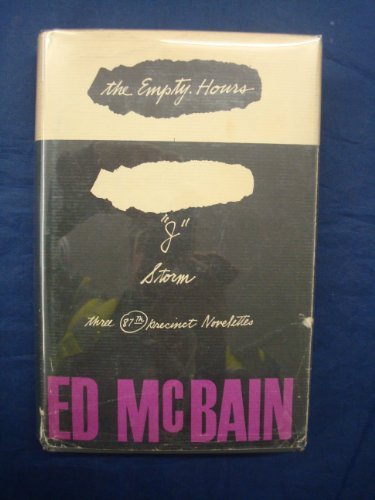 the Empty Hours
"J"
Storm
three 87th Precinct Novelettes
ED McBAIN